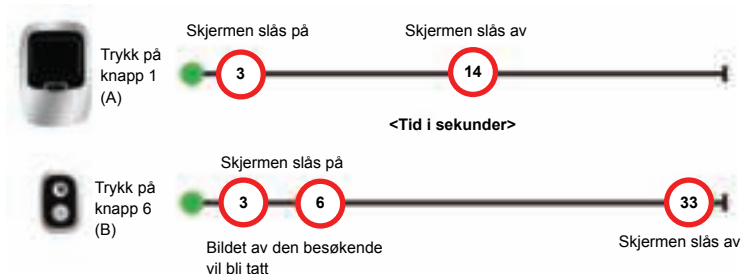 Skjermen slås på
Skjermen slås av
Trykk på
knapp 1
(A)
3
14
<Tid i sekunder>
Skjermen slås på
Trykk på
knapp 6
(B)
3
6
33
Bildet av den besøkende
vil bli tatt
Skjermen slås av